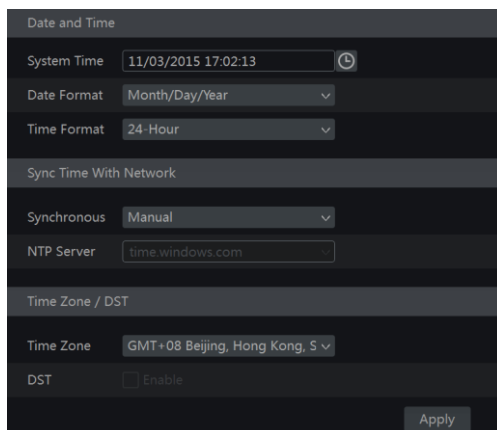 Date and Time
System Time 11/03/2015 17:02:13
Date Format Month/Day/Year
Time Format 24-Hour
Sync Time With Network
Synchronous Manual
NTP Server time.windows.com
Time Zone / DST
Time Zone GMT+08 Beijing, Hong Kong, S
DST Enable
Apply